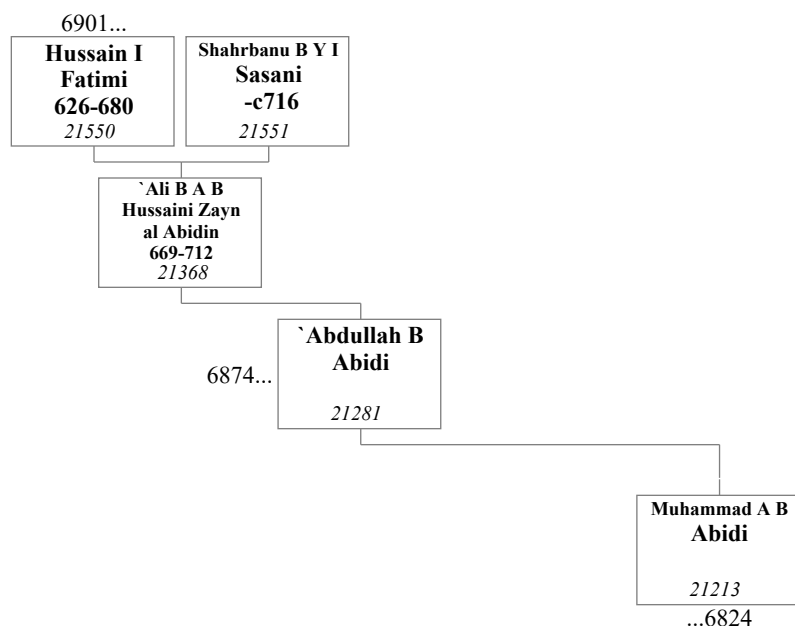 6901...
Hussain I
Fatimi
626-680
21550
Shahrbanu B Y I
Sasani
-c716
21551
`Ali B A B
Hussaini Zayn
al Abidin
669-712
21368
`Abdullah B
Abidi
6874...
21281
Muhammad A B
Abidi
21213
...6824